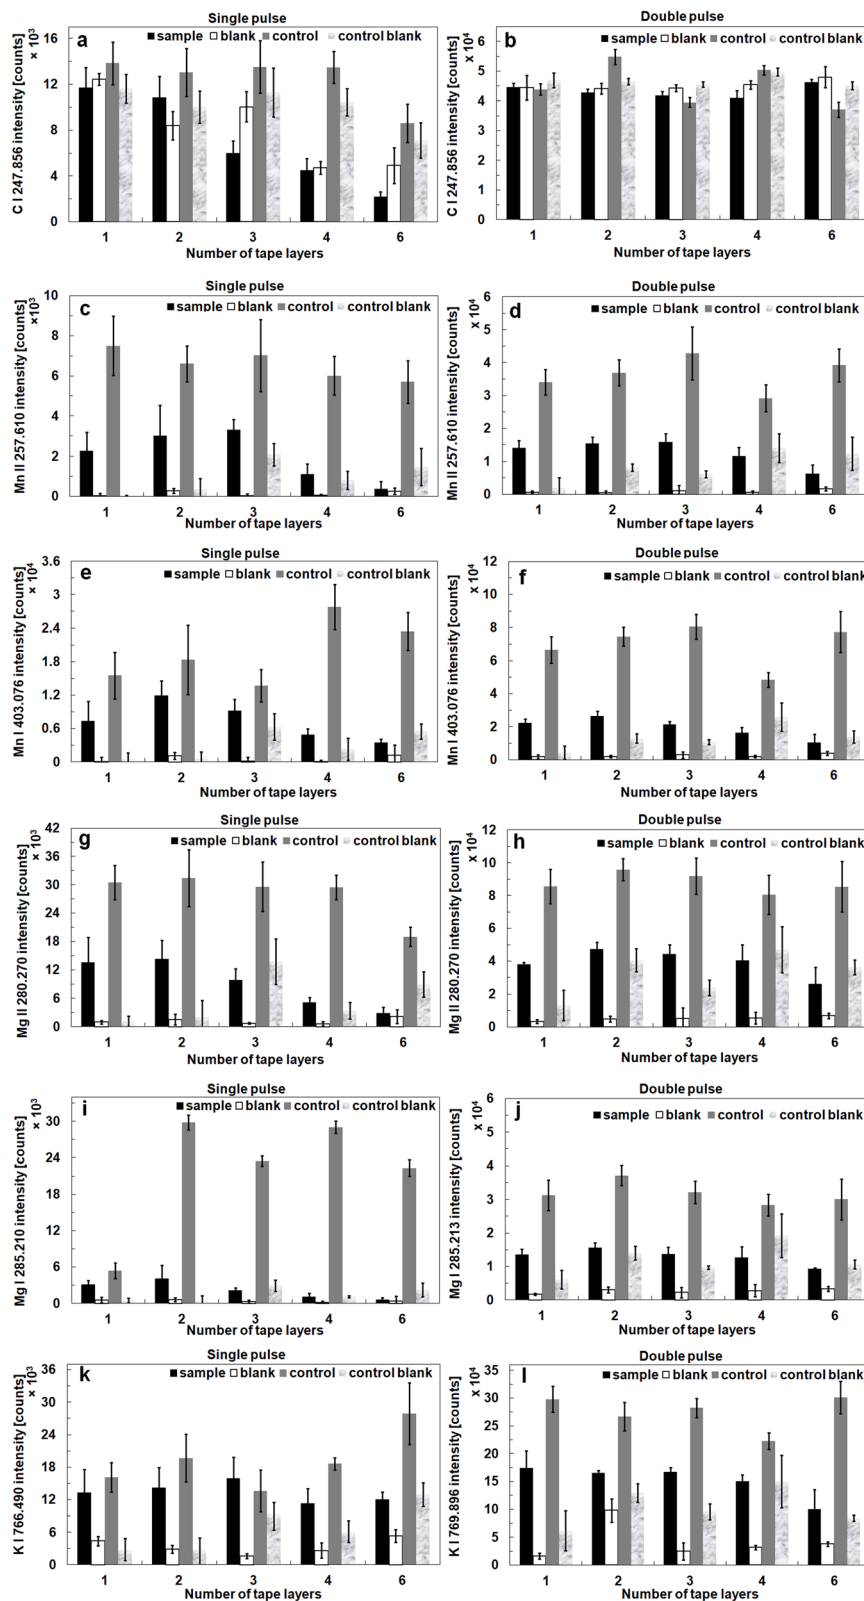 Single pulse
a
sample blank control control blank
C I 247.856 intensity [counts]
× 10³
16
12
8
4
0
1 2 3 4 6
Number of tape layers
Double pulse
b
sample blank control control blank
C I 247.856 intensity [counts]
x 10⁴
6
5
4
3
2
1
0
1 2 3 4 6
Number of tape layers
Single pulse
c
sample blank control control blank
Mn II 257.610 intensity [counts]
×10³
10
8
6
4
2
0
1 2 3 4 6
Number of tape layers
Double pulse
d
sample blank control control blank
Mn II 257.610 intensity [counts]
x 10⁴
6
5
4
3
2
1
0
1 2 3 4 6
Number of tape layers
Single pulse
e
sample blank control control blank
Mn I 403.076 intensity [counts]
× 10⁴
3.6
3
2.4
1.8
1.2
0.6
0
1 2 3 4 6
Number of tape layers
Double pulse
f
sample blank control control blank
Mn I 403.076 intensity [counts]
x 10⁴
12
10
8
6
4
2
0
1 2 3 4 6
Number of tape layers
Single pulse
g
sample blank control control blank
Mg II 280.270 intensity [counts]
× 10³
42
36
30
24
18
12
6
0
1 2 3 4 6
Number of tape layers
Double pulse
h
sample blank control control blank
Mg II 280.270 intensity [counts]
x 10⁴
12
10
8
6
4
2
0
1 2 3 4 6
Number of tape layers
Single pulse
i
sample blank control control blank
Mg I 285.210 intensity [counts]
× 10³
33
30
27
24
21
18
15
12
9
6
3
0
1 2 3 4 6
Number of tape layers
Double pulse
j
sample blank control control blank
Mg I 285.213 intensity [counts]
x 10⁴
6
5
4
3
2
1
0
1 2 3 4 6
Number of tape layers
Single pulse
k
sample blank control control blank
K I 766.490 intensity [counts]
× 10³
36
30
24
18
12
6
0
1 2 3 4 6
Number of tape layers
Double pulse
l
sample blank control control blank
K I 769.896 intensity [counts]
x 10⁴
35
30
25
20
15
10
5
0
1 2 3 4 6
Number of tape layers